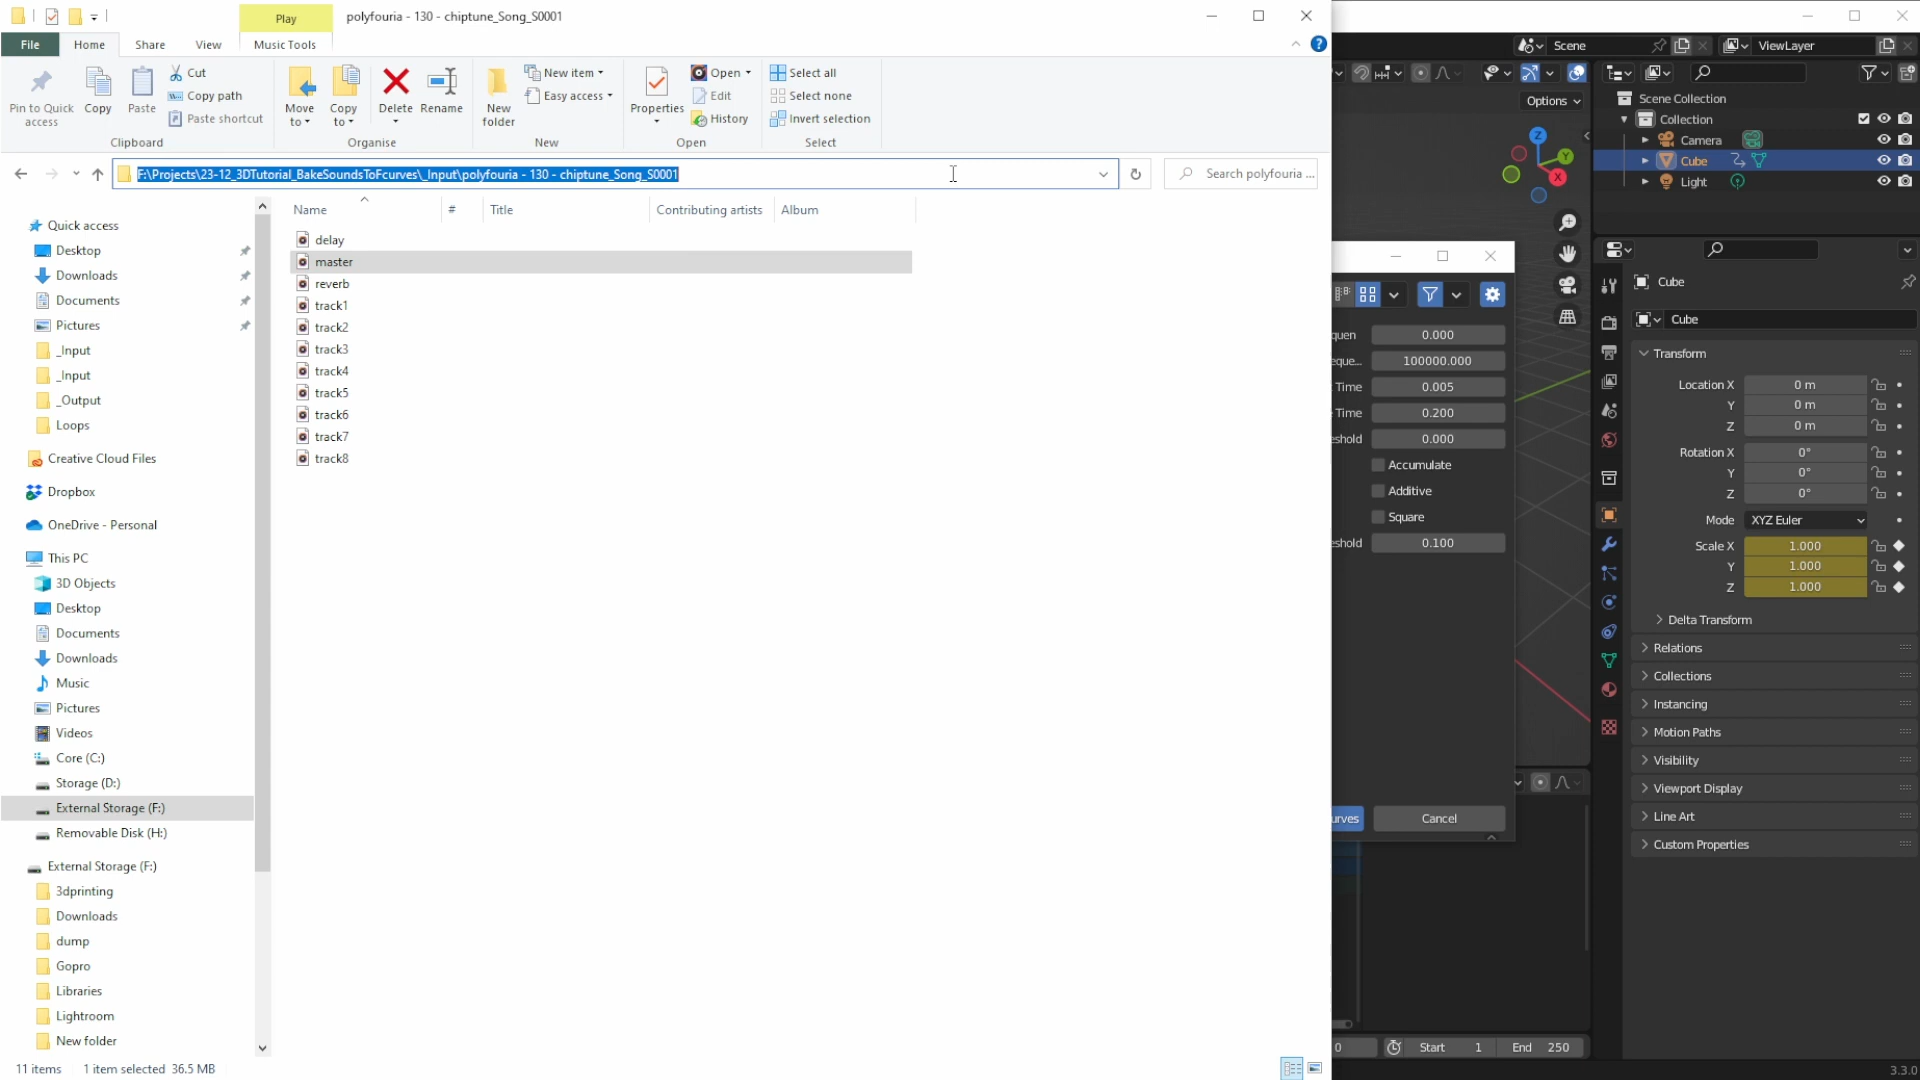 Play
polyfouria - 130 - chiptune_Song_S0001
File
Home
Share
View
Music Tools
Pin to Quick access
Copy
Paste
Cut
Copy path
Paste shortcut
Clipboard
Move to
Copy to
Delete
Rename
Organise
New folder
New item
Easy access
New
Properties
Open
Edit
History
Open
Select all
Select none
Invert selection
Select
F:\Projects\23-12_3DTutorial_BakeSoundsToFcurves\_Input\polyfouria - 130 - chiptune_Song_S0001
Search polyfouria ...
Name
#
Title
Contributing artists
Album
delay
master
reverb
track1
track2
track3
track4
track5
track6
track7
track8
Quick access
Desktop
Downloads
Documents
Pictures
_Input
_Input
_Output
Loops
Creative Cloud Files
Dropbox
OneDrive - Personal
This PC
3D Objects
Desktop
Documents
Downloads
Music
Pictures
Videos
Core (C:)
Storage (D:)
External Storage (F:)
Removable Disk (H:)
External Storage (F:)
3dprinting
Downloads
dump
Gopro
Libraries
Lightroom
New folder
11 items
1 item selected 36.5 MB
Scene
ViewLayer
Options
Z
Y
X
Scene Collection
Collection
Camera
Cube
Light
quen 0.000
eque... 100000.000
Time 0.005
Time 0.200
eshold 0.000
Accumulate
Additive
Square
eshold 0.100
urves
Cancel
Cube
Cube
Transform
Location X 0 m
Y 0 m
Z 0 m
Rotation X 0°
Y 0°
Z 0°
Mode XYZ Euler
Scale X 1.000
Y 1.000
Z 1.000
Delta Transform
Relations
Collections
Instancing
Motion Paths
Visibility
Viewport Display
Line Art
Custom Properties
0
Start 1
End 250
3.3.0